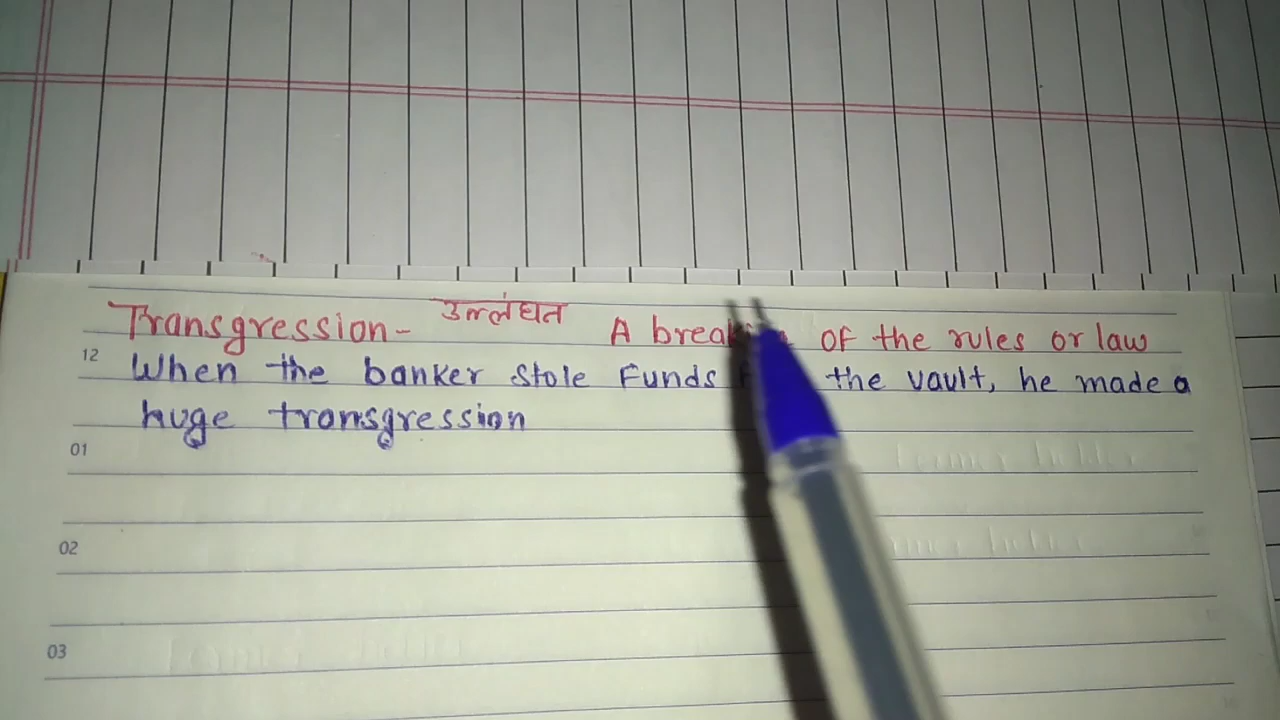 Transgression- उल्लंघत A of the rules or law
12 When the banker stole Funds the vault, he made a
huge transgression
01
02
03